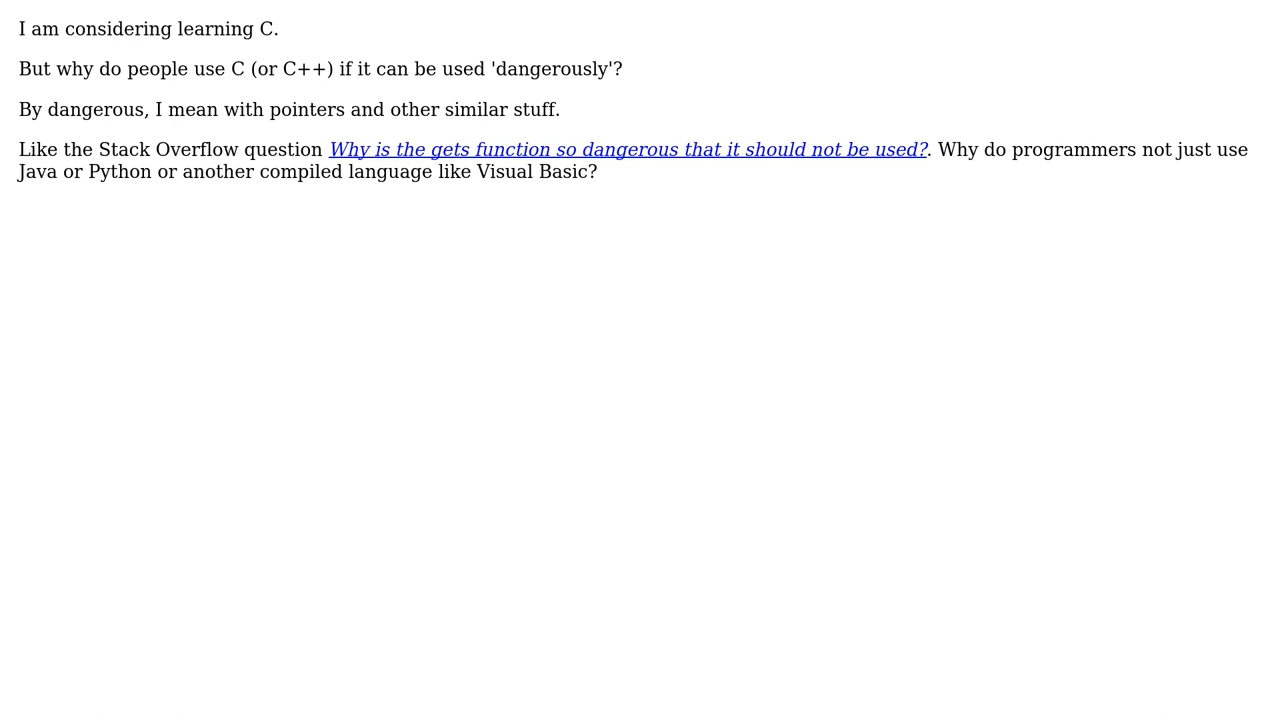 I am considering learning C.
But why do people use C (or C++) if it can be used 'dangerously'?
By dangerous, I mean with pointers and other similar stuff.
Like the Stack Overflow question Why is the gets function so dangerous that it should not be used?. Why do programmers not just use
Java or Python or another compiled language like Visual Basic?